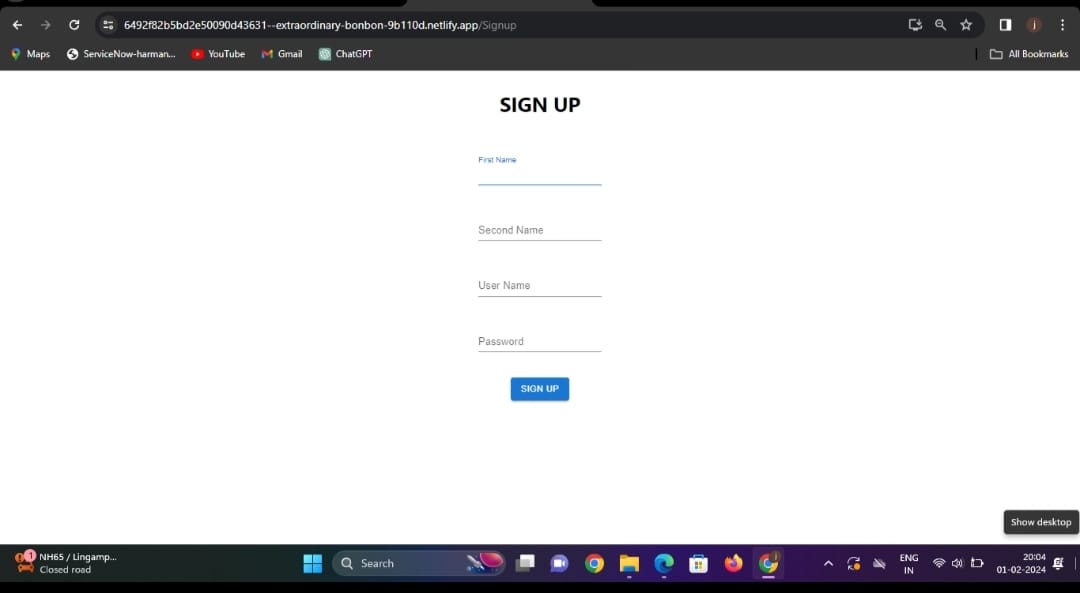 6492f82b5bd2e50090d43631--extraordinary-bonbon-9b110d.netlify.app/Signup
j
Maps
ServiceNow-harman...
YouTube
Gmail
ChatGPT
All Bookmarks
SIGN UP
First Name
Second Name
User Name
Password
SIGN UP
Show desktop
1
NH65 / Lingamp...
Closed road
Search
ENG
IN
20:04
01-02-2024